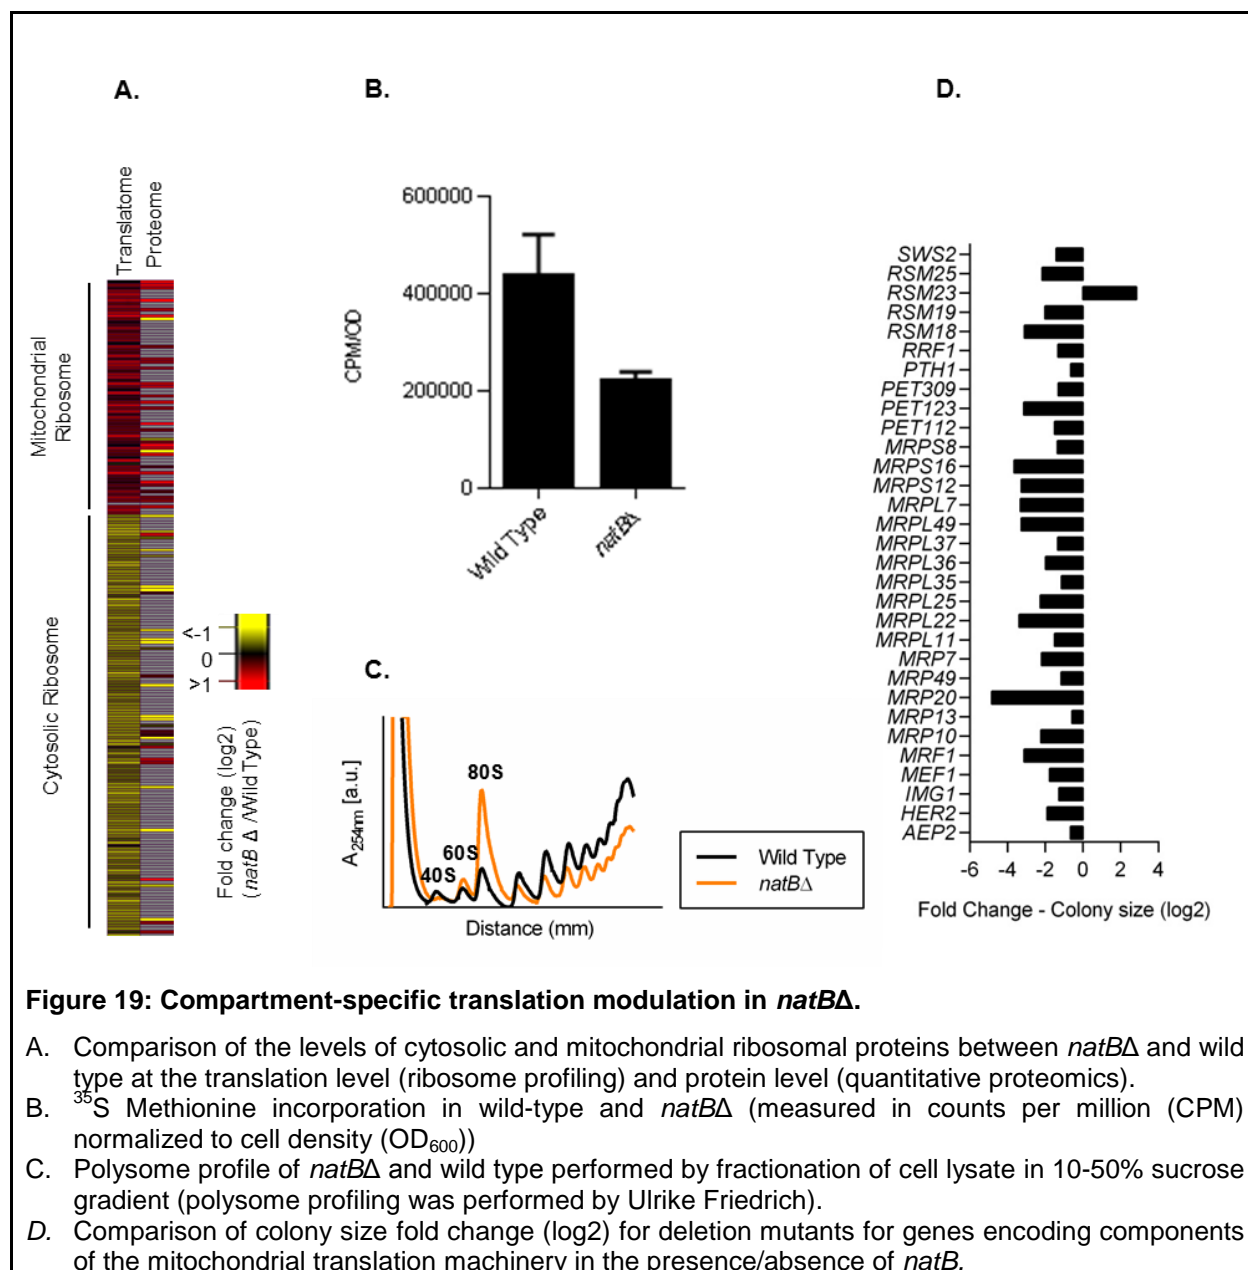 A.
B.
D.
Translatome
Proteome
Mitochondrial
Ribosome
Cytosolic Ribosome
<-1
0
>1
Fold change (log2)
( natB Δ /Wild Type)
600000
400000
200000
0
CPM/OD
Wild Type
natBΔ
C.
A254nm [a.u.]
40S
60S
80S
Distance (mm)
Wild Type
natBΔ
SWS2
RSM25
RSM23
RSM19
RSM18
RRF1
PTH1
PET309
PET123
PET112
MRPS8
MRPS16
MRPS12
MRPL7
MRPL49
MRPL37
MRPL36
MRPL35
MRPL25
MRPL22
MRPL11
MRP7
MRP49
MRP20
MRP13
MRP10
MRF1
MEF1
IMG1
HER2
AEP2
-6 -4 -2 0 2 4
Fold Change - Colony size (log2)
Figure 19: Compartment-specific translation modulation in natBΔ.
A. Comparison of the levels of cytosolic and mitochondrial ribosomal proteins between natBΔ and wild
type at the translation level (ribosome profiling) and protein level (quantitative proteomics).
B. 35S Methionine incorporation in wild-type and natBΔ (measured in counts per million (CPM)
normalized to cell density (OD600))
C. Polysome profile of natBΔ and wild type performed by fractionation of cell lysate in 10-50% sucrose
gradient (polysome profiling was performed by Ulrike Friedrich).
D. Comparison of colony size fold change (log2) for deletion mutants for genes encoding components
of the mitochondrial translation machinery in the presence/absence of natB.